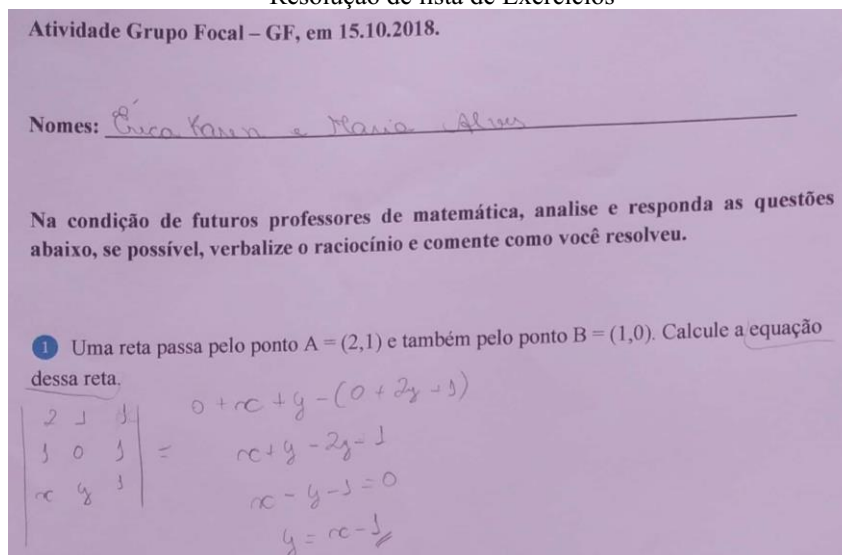 Resolução de lista de Exercícios
Atividade Grupo Focal – GF, em 15.10.2018.
Nomes: Érica Karen e Maria Alves
Na condição de futuros professores de matemática, analise e responda as questões
abaixo, se possível, verbalize o raciocínio e comente como você resolveu.
1 Uma reta passa pelo ponto A = (2,1) e também pelo ponto B = (1,0). Calcule a equação
dessa reta.
2 1 1
1 0 1 =
x y 1
0 + x + y - (0 + 2y + 1)
x + y - 2y - 1
x - y - 1 = 0
y = x - 1